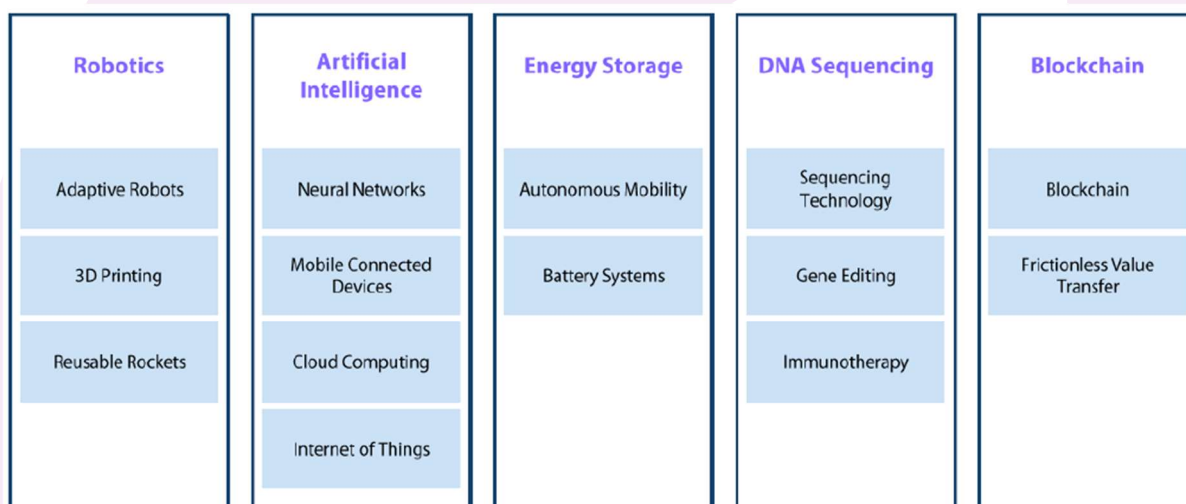 Robotics
Adaptive Robots
3D Printing
Reusable Rockets
Artificial
Intelligence
Neural Networks
Mobile Connected
Devices
Cloud Computing
Internet of Things
Energy Storage
Autonomous Mobility
Battery Systems
DNA Sequencing
Sequencing
Technology
Gene Editing
Immunotherapy
Blockchain
Blockchain
Frictionless Value
Transfer